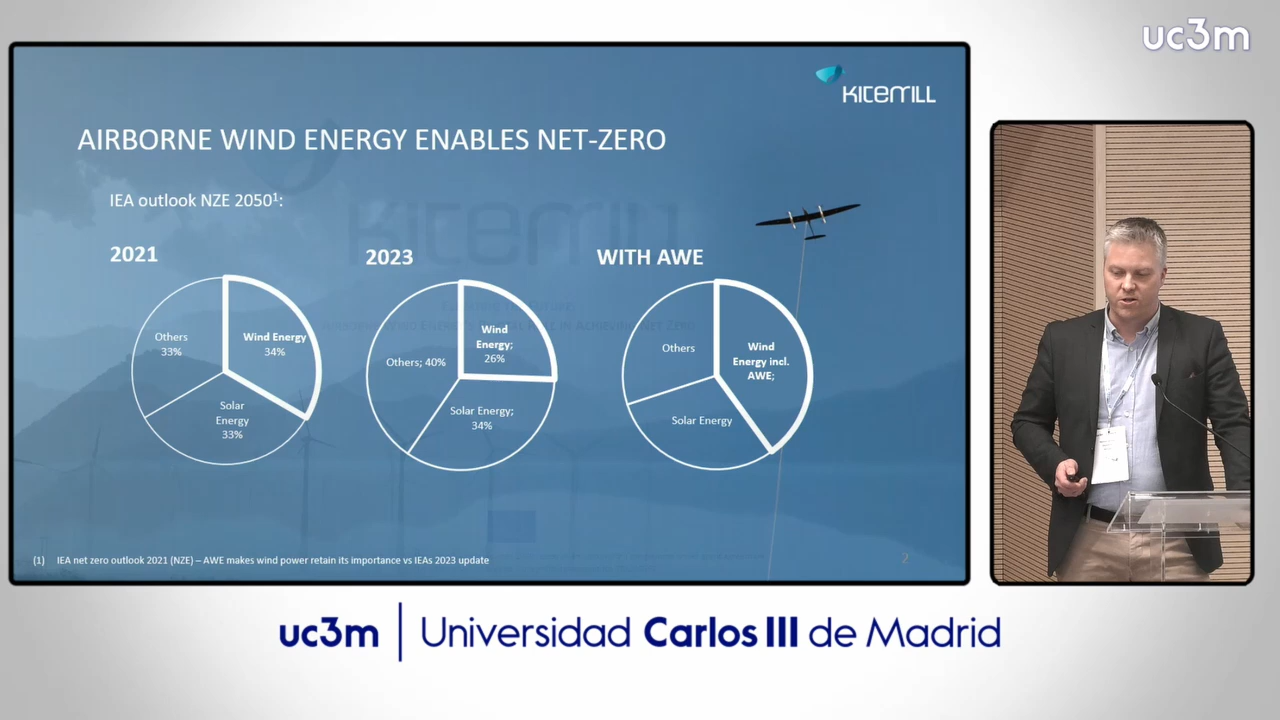 uc3m
KITEMILL
AIRBORNE WIND ENERGY ENABLES NET-ZERO
IEA outlook NZE 2050¹:
2021
Others
33%
Wind Energy
34%
Solar
Energy
33%
2023
Others; 40%
Wind
Energy;
26%
Solar Energy;
34%
WITH AWE
Others
Wind
Energy incl.
AWE;
Solar Energy
(1) IEA net zero outlook 2021 (NZE) – AWE makes wind power retain its importance vs IEAs 2023 update
2
uc3m | Universidad Carlos III de Madrid